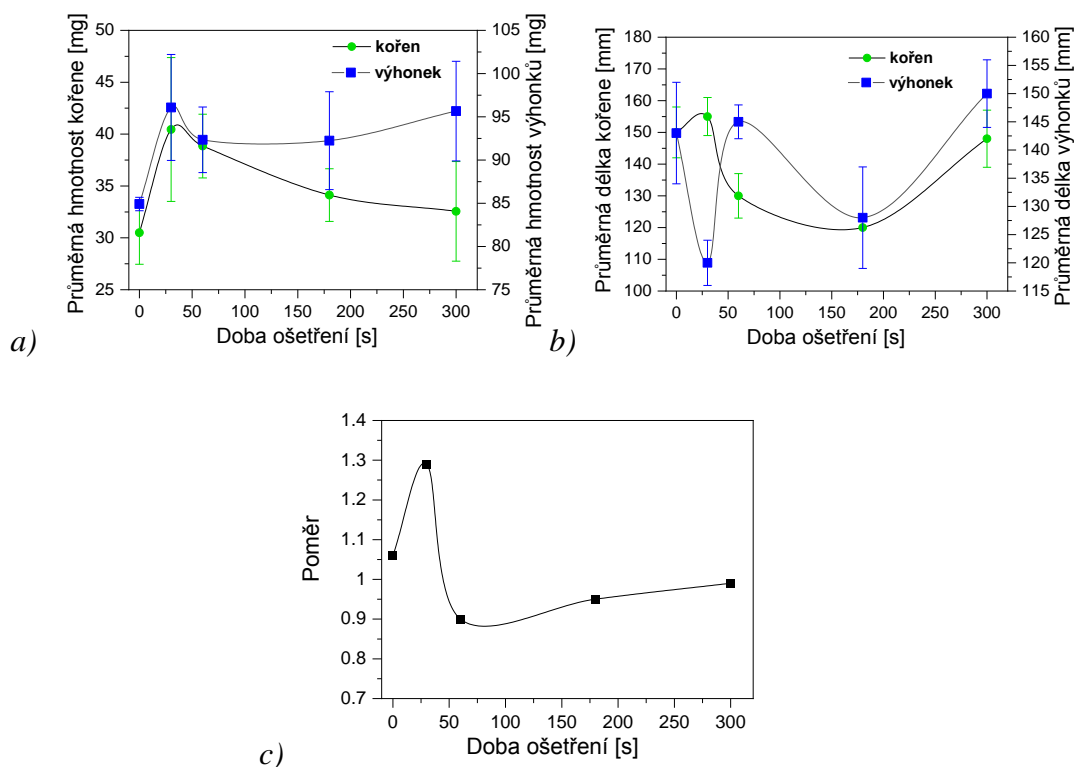 50
45
40
35
30
25
105
100
95
90
85
80
75
0 50 100 150 200 250 300
Průměrná hmotnost kořene [mg]
Průměrná hmotnost výhonků [mg]
kořen
výhonek
Doba ošetření [s]
a)
180
170
160
150
140
130
120
110
100
160
155
150
145
140
135
130
125
120
115
0 50 100 150 200 250 300
Průměrná délka kořene [mm]
Průměrná délka výhonků [mm]
kořen
výhonek
Doba ošetření [s]
b)
1.4
1.3
1.2
1.1
1
0.9
0.8
0.7
0 50 100 150 200 250 300
Poměr
Doba ošetření [s]
c)